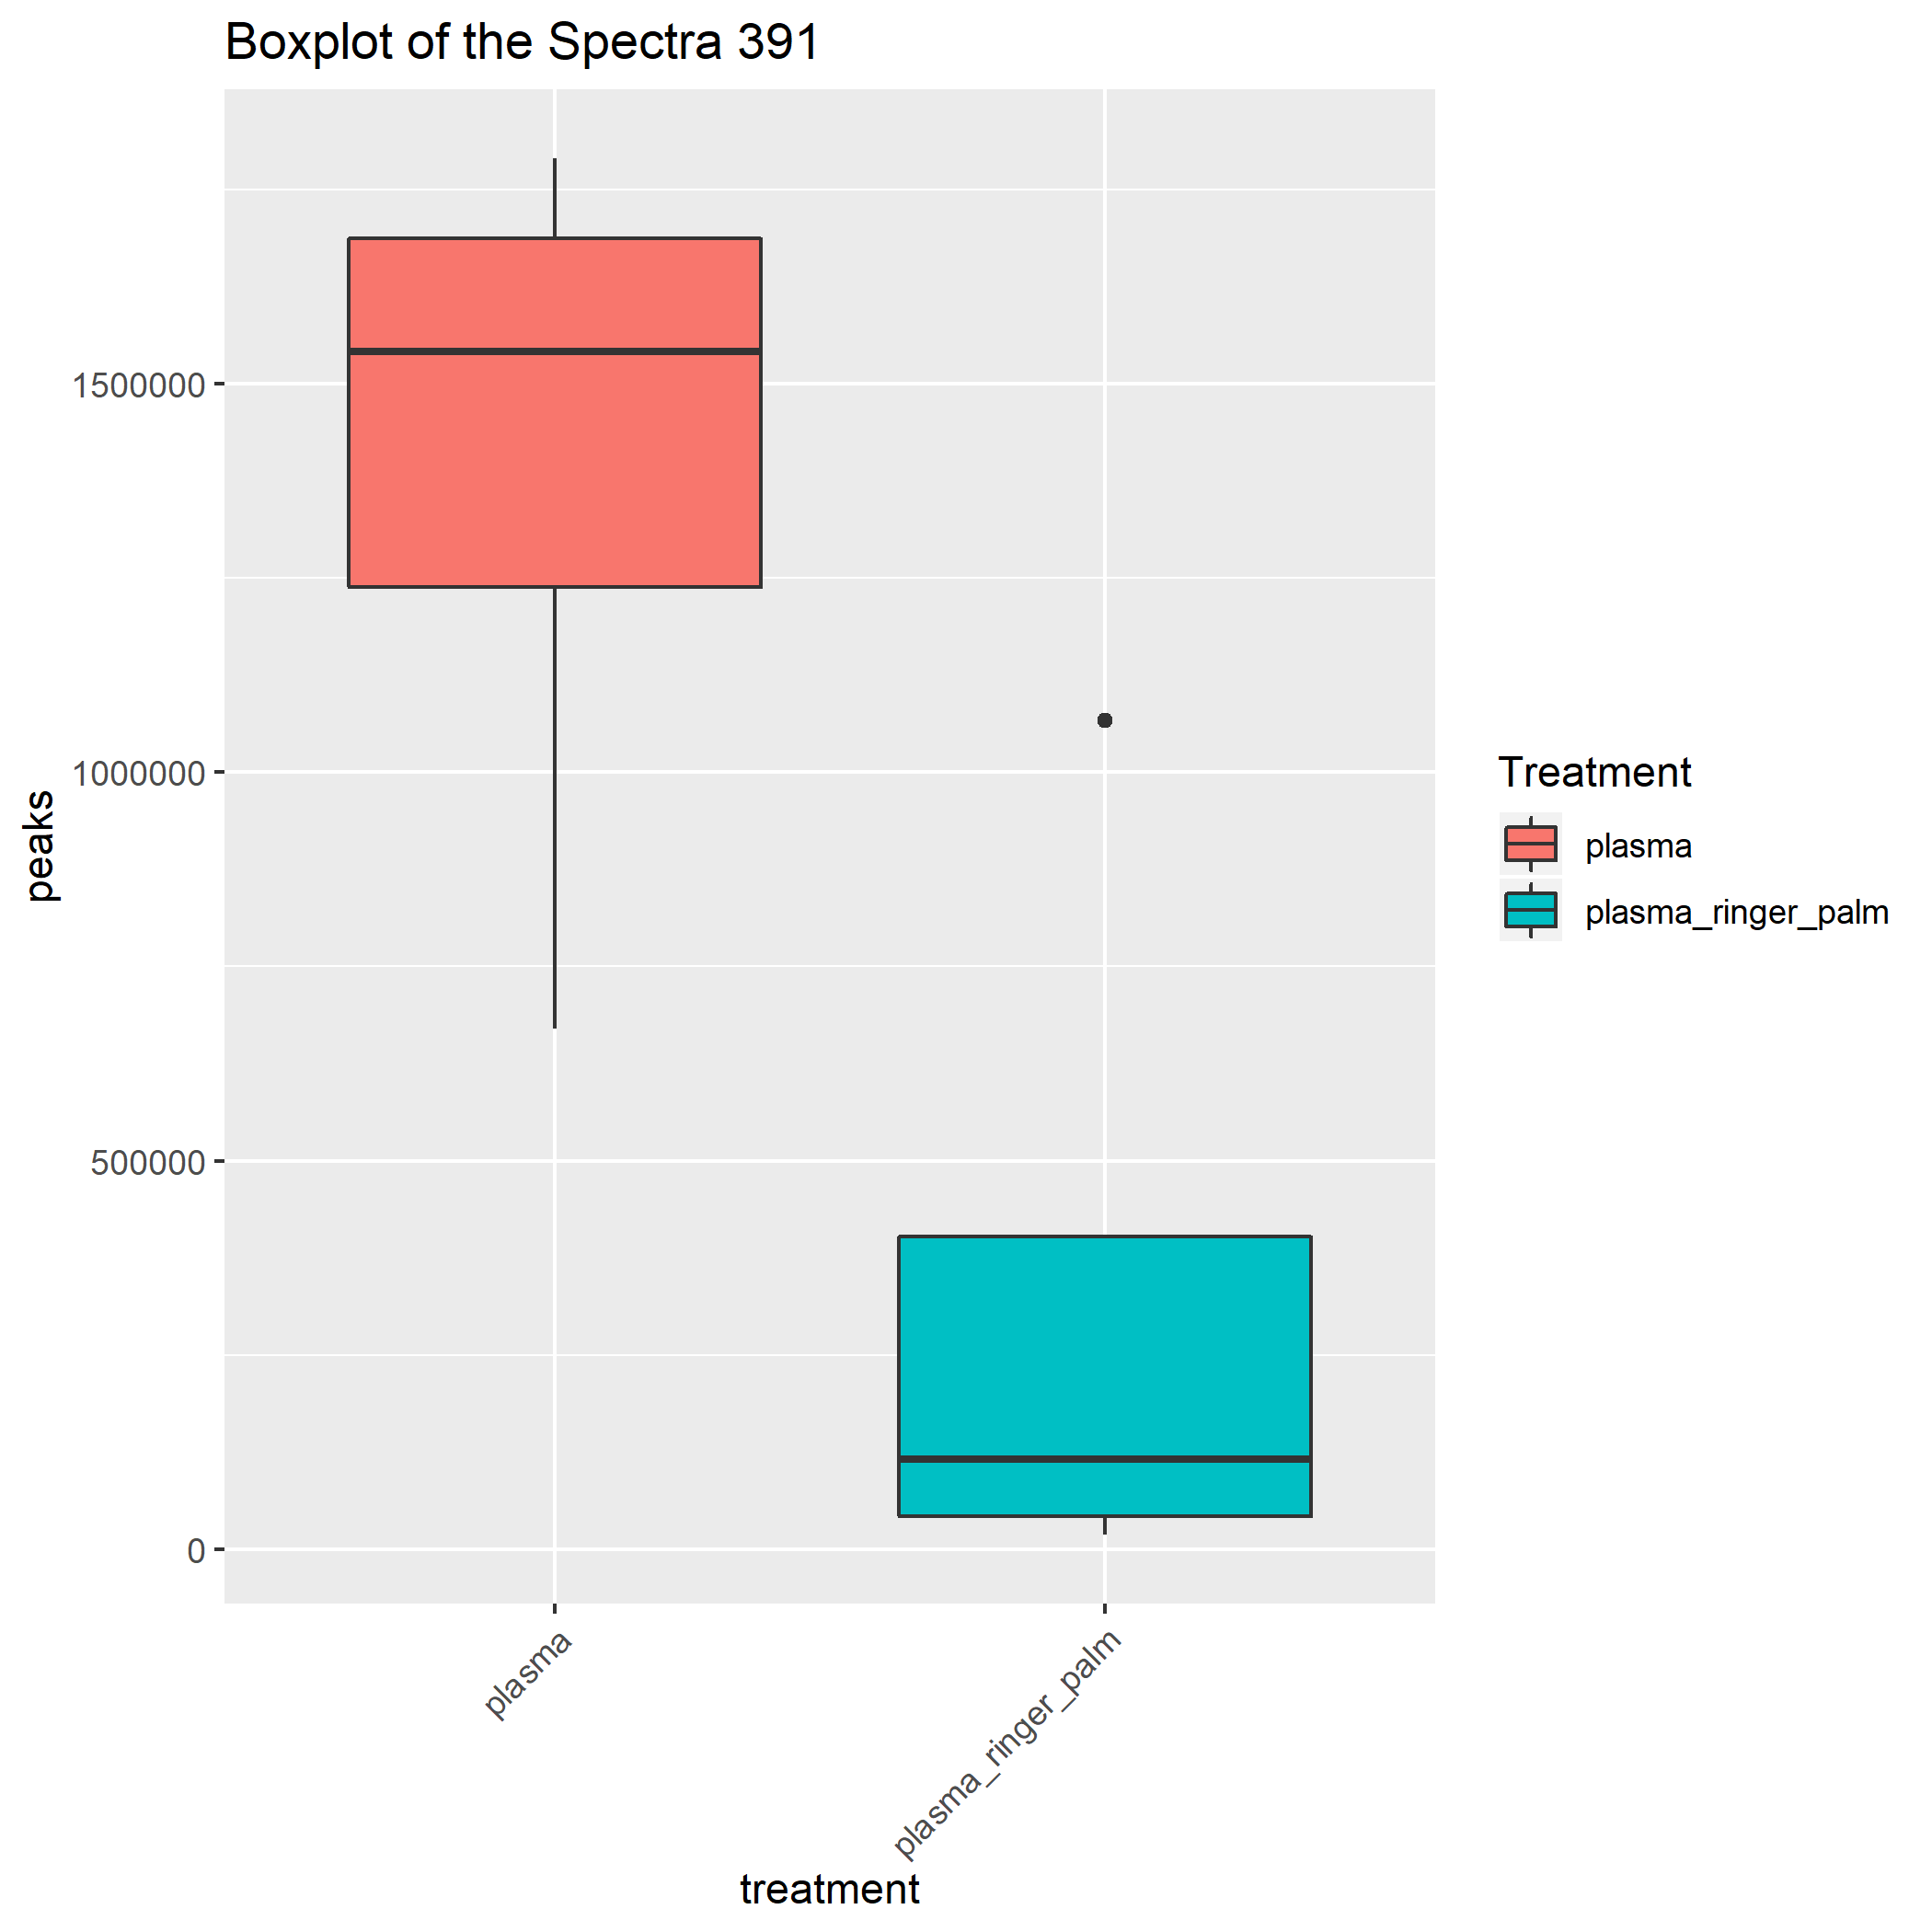 Boxplot of the Spectra 391
peaks
1500000
1000000
500000
0
plasma
plasma_ringer_palm
treatment
Treatment
plasma
plasma_ringer_palm